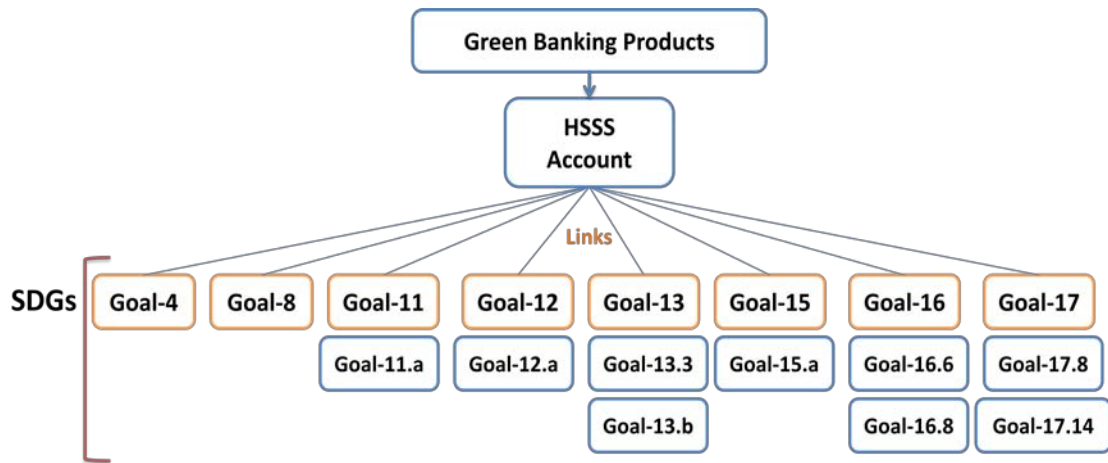 Green Banking Products
HSSS
Account
Links
SDGs
Goal-4
Goal-8
Goal-11
Goal-12
Goal-13
Goal-15
Goal-16
Goal-17
Goal-11.a
Goal-12.a
Goal-13.3
Goal-15.a
Goal-16.6
Goal-17.8
Goal-13.b
Goal-16.8
Goal-17.14